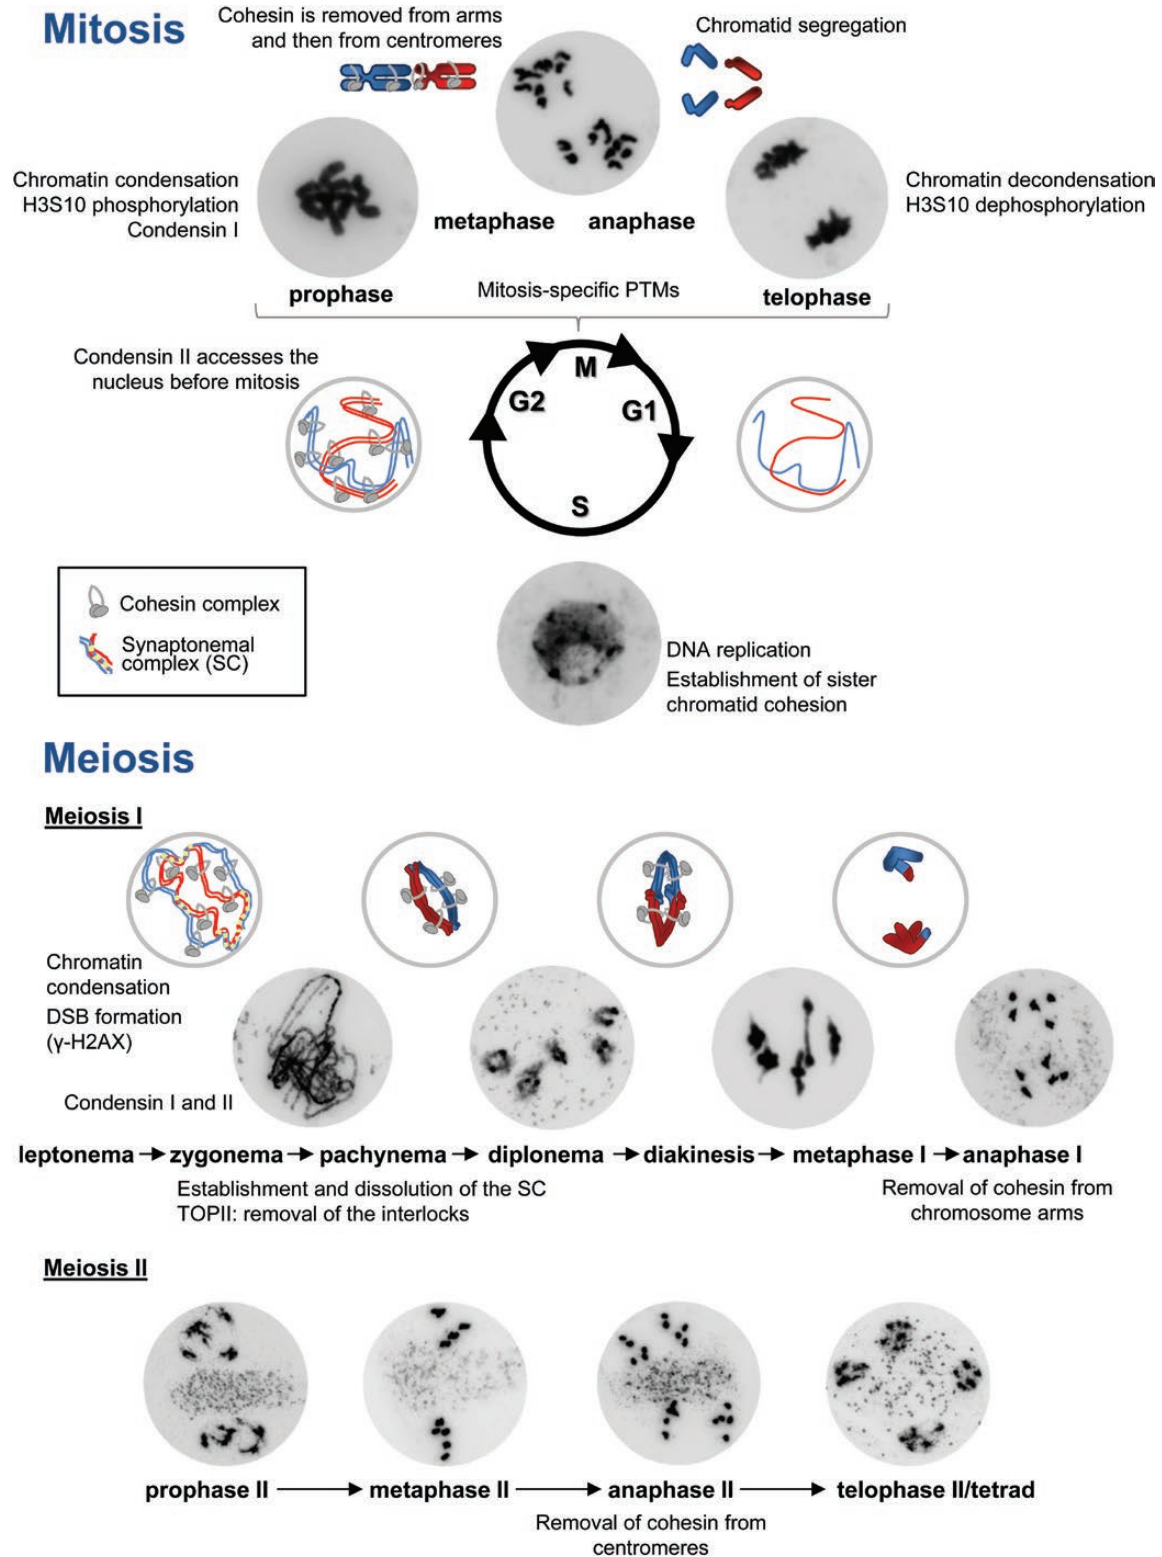 Mitosis
Cohesin is removed from arms
and then from centromeres
Chromatid segregation
Chromatin condensation
H3S10 phosphorylation
Condensin I
metaphase
anaphase
Chromatin decondensation
H3S10 dephosphorylation
prophase
Mitosis-specific PTMs
telophase
Condensin II accesses the
nucleus before mitosis
M
G2
G1
S
Cohesin complex
Synaptonemal
complex (SC)
DNA replication
Establishment of sister
chromatid cohesion
Meiosis
Meiosis I
Chromatin
condensation
DSB formation
(γ-H2AX)
Condensin I and II
leptonema → zygonema → pachynema → diplonema → diakinesis → metaphase I → anaphase I
Establishment and dissolution of the SC
TOPII: removal of the interlocks
Removal of cohesin from
chromosome arms
Meiosis II
prophase II → metaphase II → anaphase II → telophase II/tetrad
Removal of cohesin from
centromeres